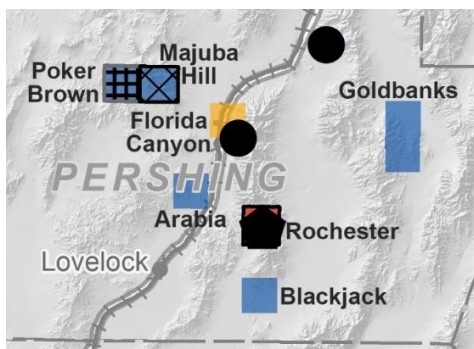 Poker
Brown
Majuba
Hill
Goldbanks
Florida
Canyon
PERSHING
Arabia
Rochester
Lovelock
Blackjack